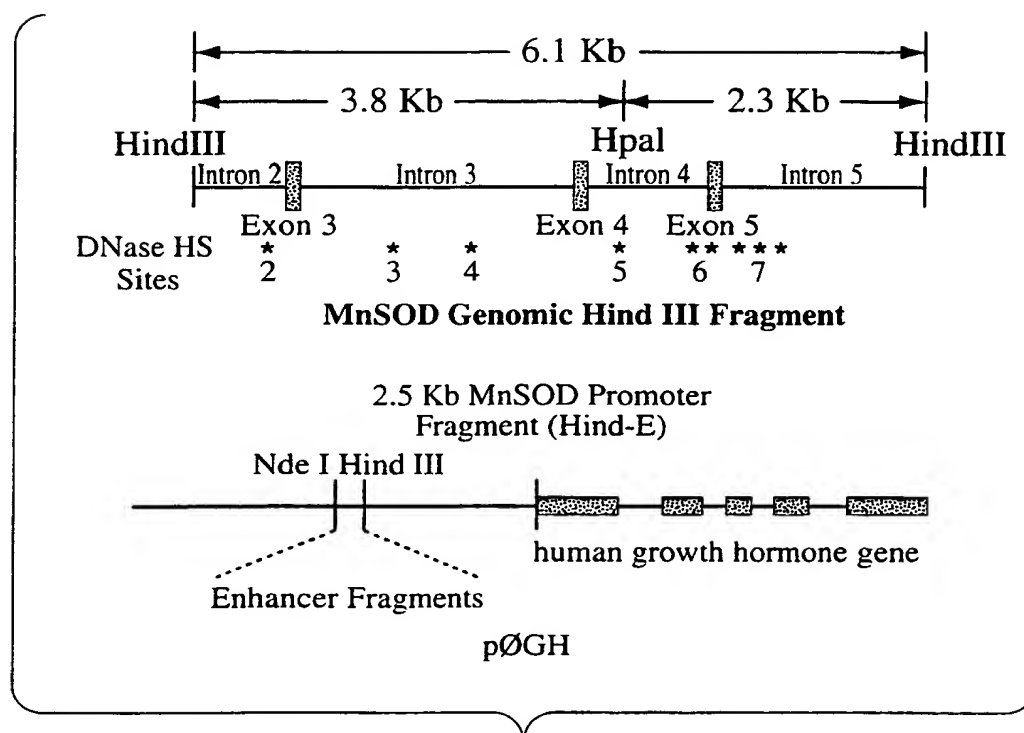 6.1 Kb
3.8 Kb 2.3 Kb
HindIII HpaI HindIII
Intron 2 Intron 3 Intron 4 Intron 5
Exon 3 Exon 4 Exon 5
DNase HS Sites
* * * * ** ***
2 3 4 5 6 7
MnSOD Genomic Hind III Fragment
2.5 Kb MnSOD Promoter
Fragment (Hind-E)
Nde I Hind III
human growth hormone gene
Enhancer Fragments
pØGH